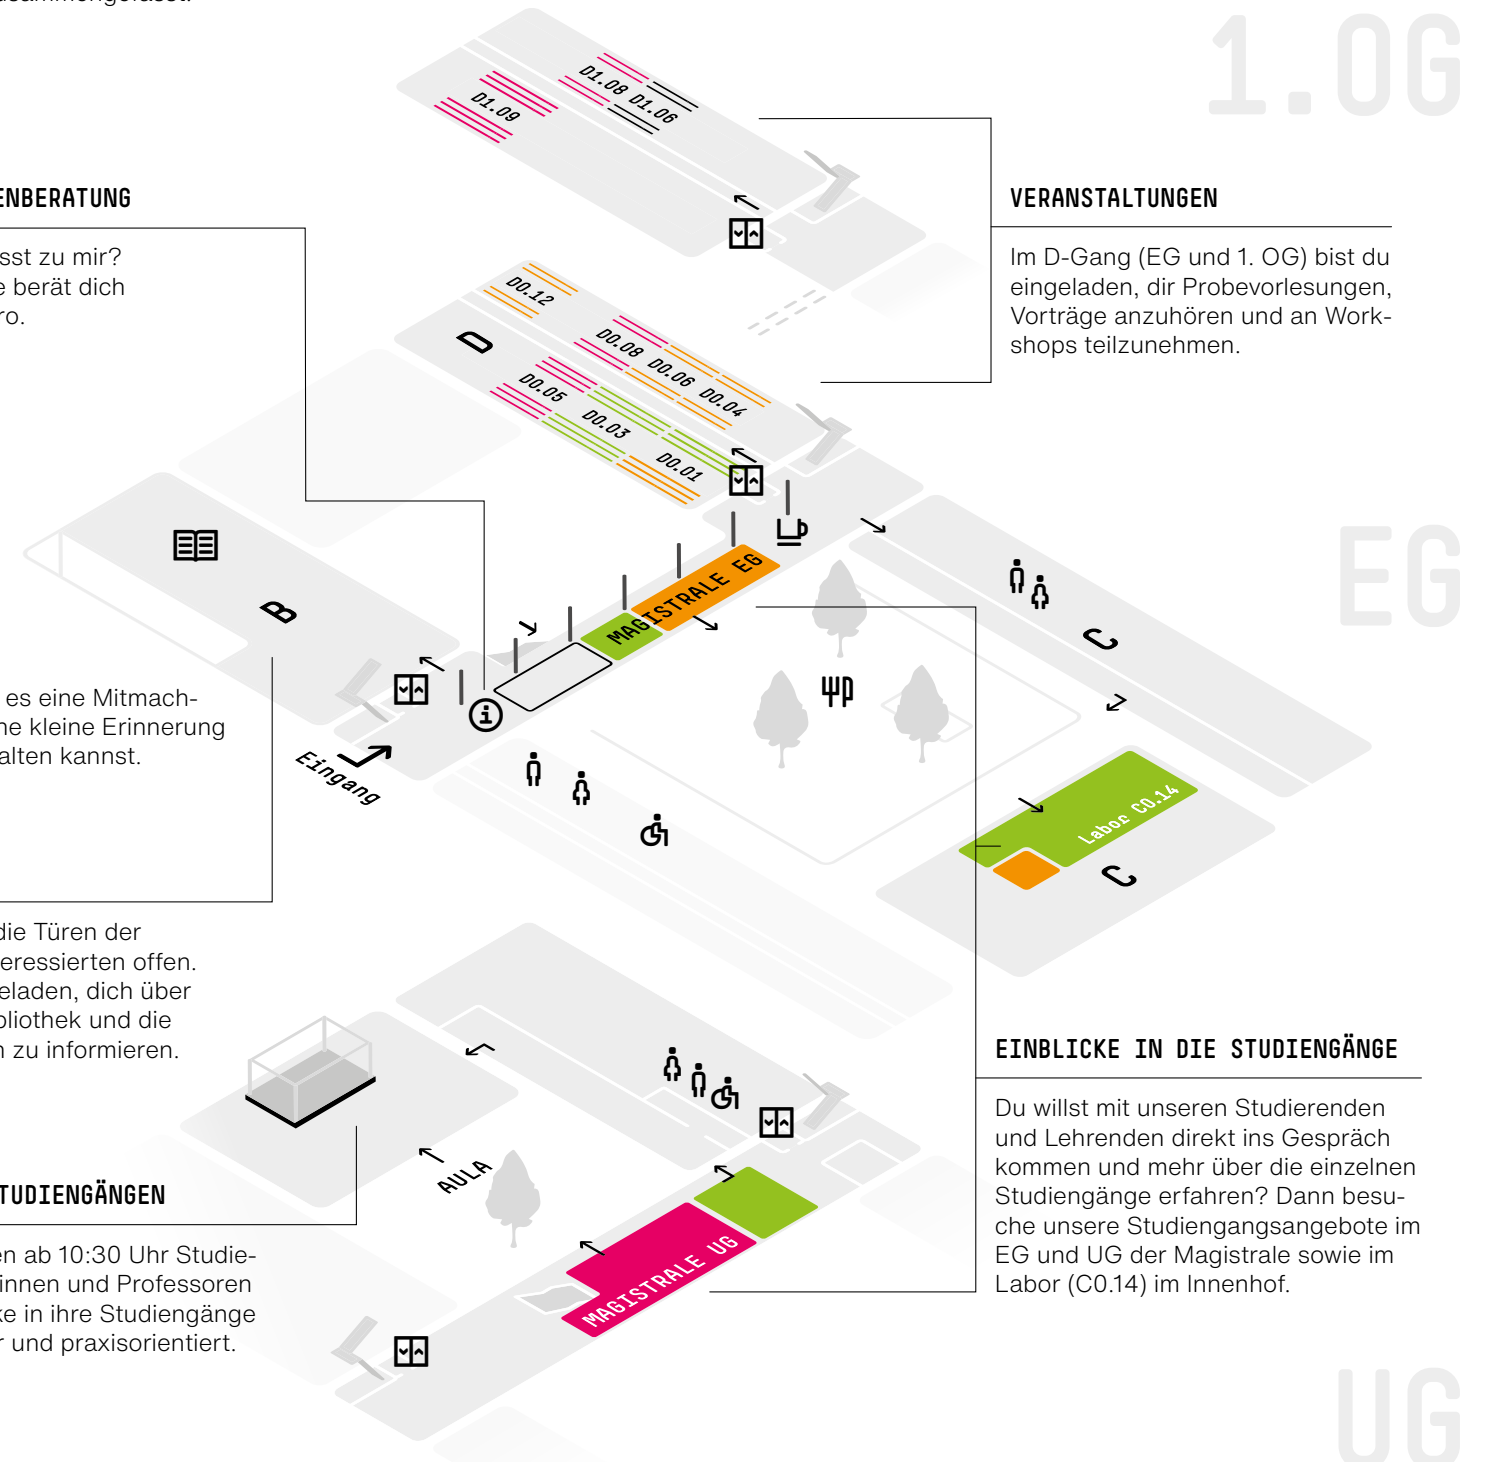 usammengefasst.
1.OG
D1.08
D1.06
D1.09
ENBERATUNG
sst zu mir?
e berät dich
ro.
VERANSTALTUNGEN
Im D-Gang (EG und 1. OG) bist du
eingeladen, dir Probevorlesungen,
Vorträge anzuhören und an Work-
shops teilzunehmen.
D0.12
D
D0.08
D0.06
D0.04
D0.05
D0.03
D0.01
EG
MAGISTRALE EG
B
C
es eine Mitmach-
ne kleine Erinnerung
alten kannst.
Eingang
Labor C0.14
C
die Türen der
eressierten offen.
eladen, dich über
bliothek und die
n zu informieren.
EINBLICKE IN DIE STUDIENGÄNGE
Du willst mit unseren Studierenden
und Lehrenden direkt ins Gespräch
kommen und mehr über die einzelnen
Studiengänge erfahren? Dann besu-
che unsere Studiengangsangebote im
EG und UG der Magistrale sowie im
Labor (C0.14) im Innenhof.
AULA
TUDIENGÄNGEN
en ab 10:30 Uhr Studie-
innen und Professoren
ke in ihre Studiengänge
r und praxisorientiert.
MAGISTRALE UG
UG